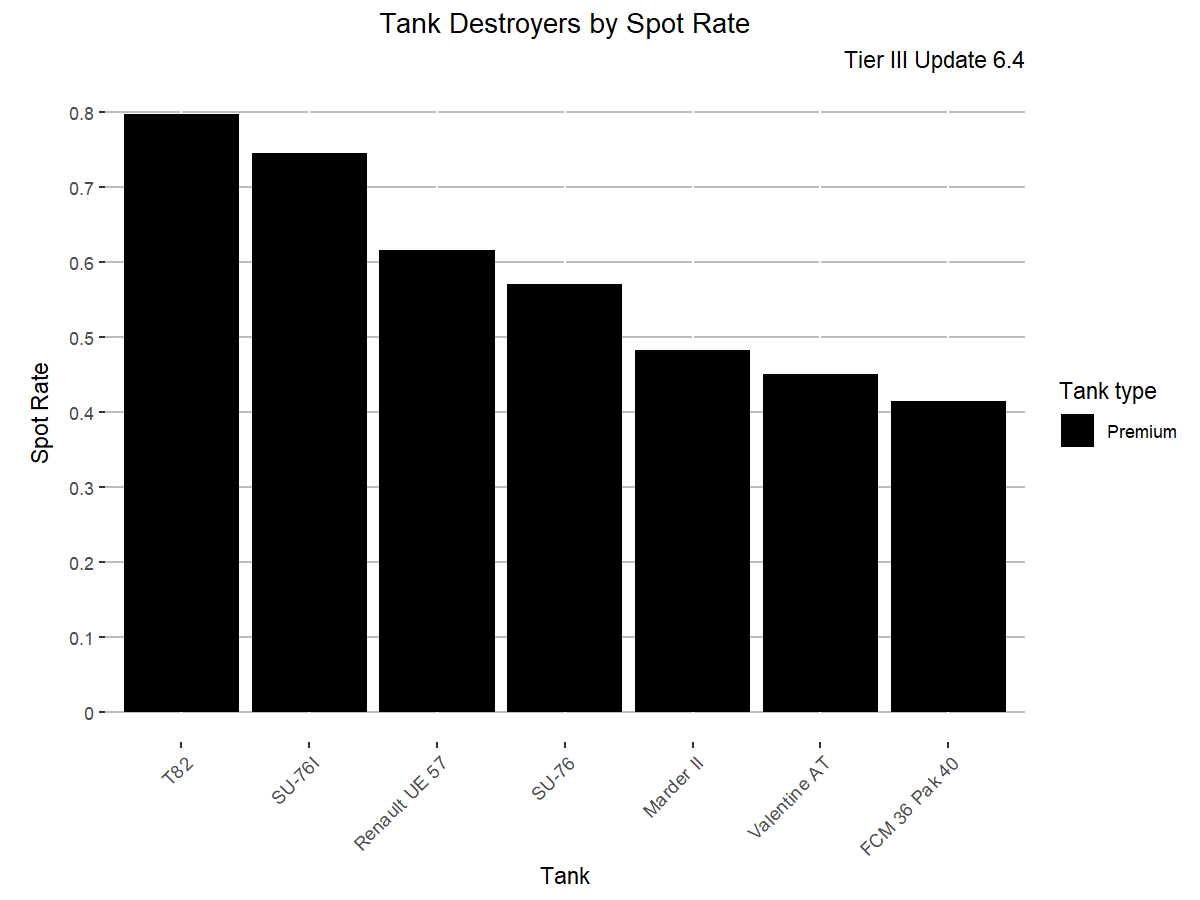 Tank Destroyers by Spot Rate
Tier III Update 6.4
Spot Rate
0.8
0.7
0.6
0.5
0.4
0.3
0.2
0.1
0
T82
SU-76I
Renault UE 57
SU-76
Marder II
Valentine AT
FCM 36 Pak 40
Tank
Tank type
Premium